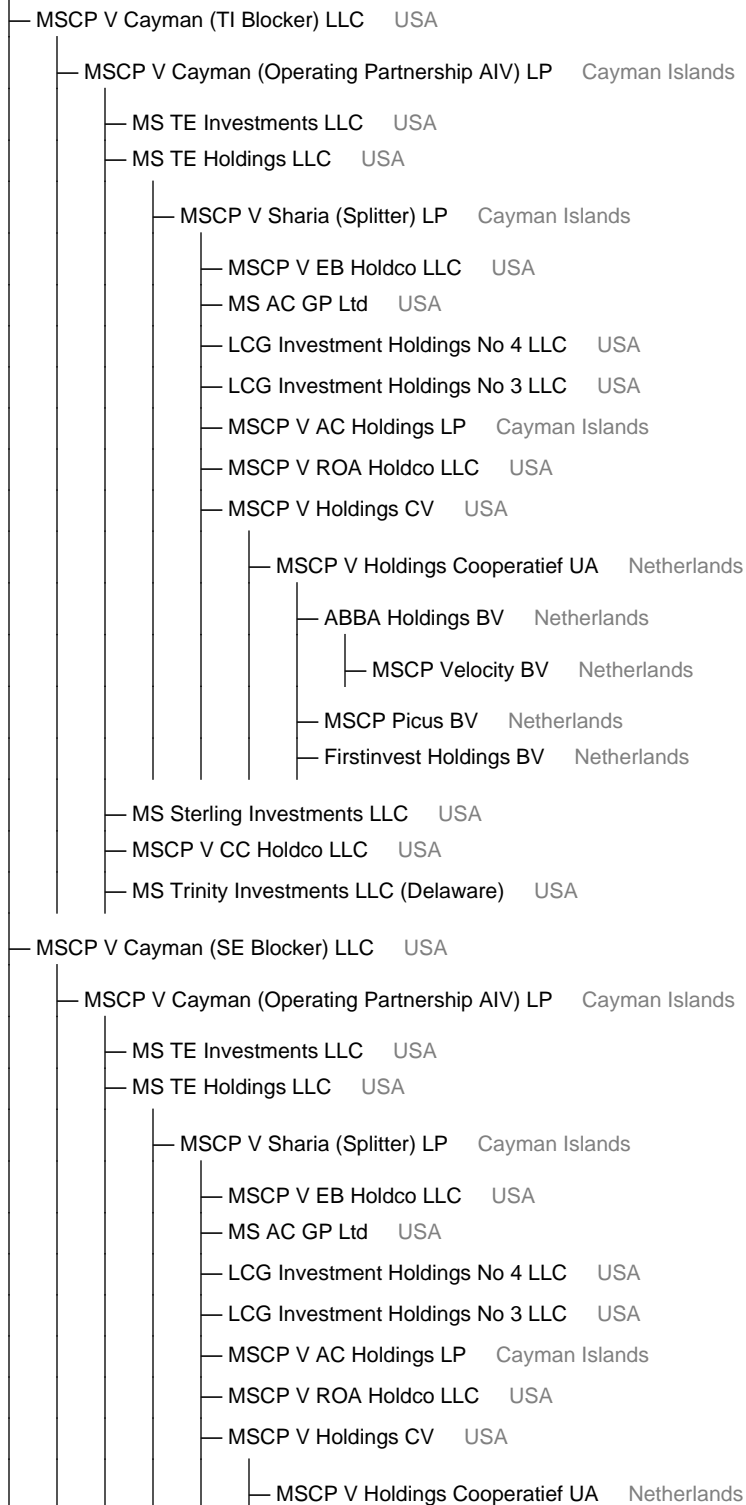 MSCP V Cayman (TI Blocker) LLC USA
MSCP V Cayman (Operating Partnership AIV) LP Cayman Islands
MS TE Investments LLC USA
MS TE Holdings LLC USA
MSCP V Sharia (Splitter) LP Cayman Islands
MSCP V EB Holdco LLC USA
MS AC GP Ltd USA
LCG Investment Holdings No 4 LLC USA
LCG Investment Holdings No 3 LLC USA
MSCP V AC Holdings LP Cayman Islands
MSCP V ROA Holdco LLC USA
MSCP V Holdings CV USA
MSCP V Holdings Cooperatief UA Netherlands
ABBA Holdings BV Netherlands
MSCP Velocity BV Netherlands
MSCP Picus BV Netherlands
Firstinvest Holdings BV Netherlands
MS Sterling Investments LLC USA
MSCP V CC Holdco LLC USA
MS Trinity Investments LLC (Delaware) USA
MSCP V Cayman (SE Blocker) LLC USA
MSCP V Cayman (Operating Partnership AIV) LP Cayman Islands
MS TE Investments LLC USA
MS TE Holdings LLC USA
MSCP V Sharia (Splitter) LP Cayman Islands
MSCP V EB Holdco LLC USA
MS AC GP Ltd USA
LCG Investment Holdings No 4 LLC USA
LCG Investment Holdings No 3 LLC USA
MSCP V AC Holdings LP Cayman Islands
MSCP V ROA Holdco LLC USA
MSCP V Holdings CV USA
MSCP V Holdings Cooperatief UA Netherlands